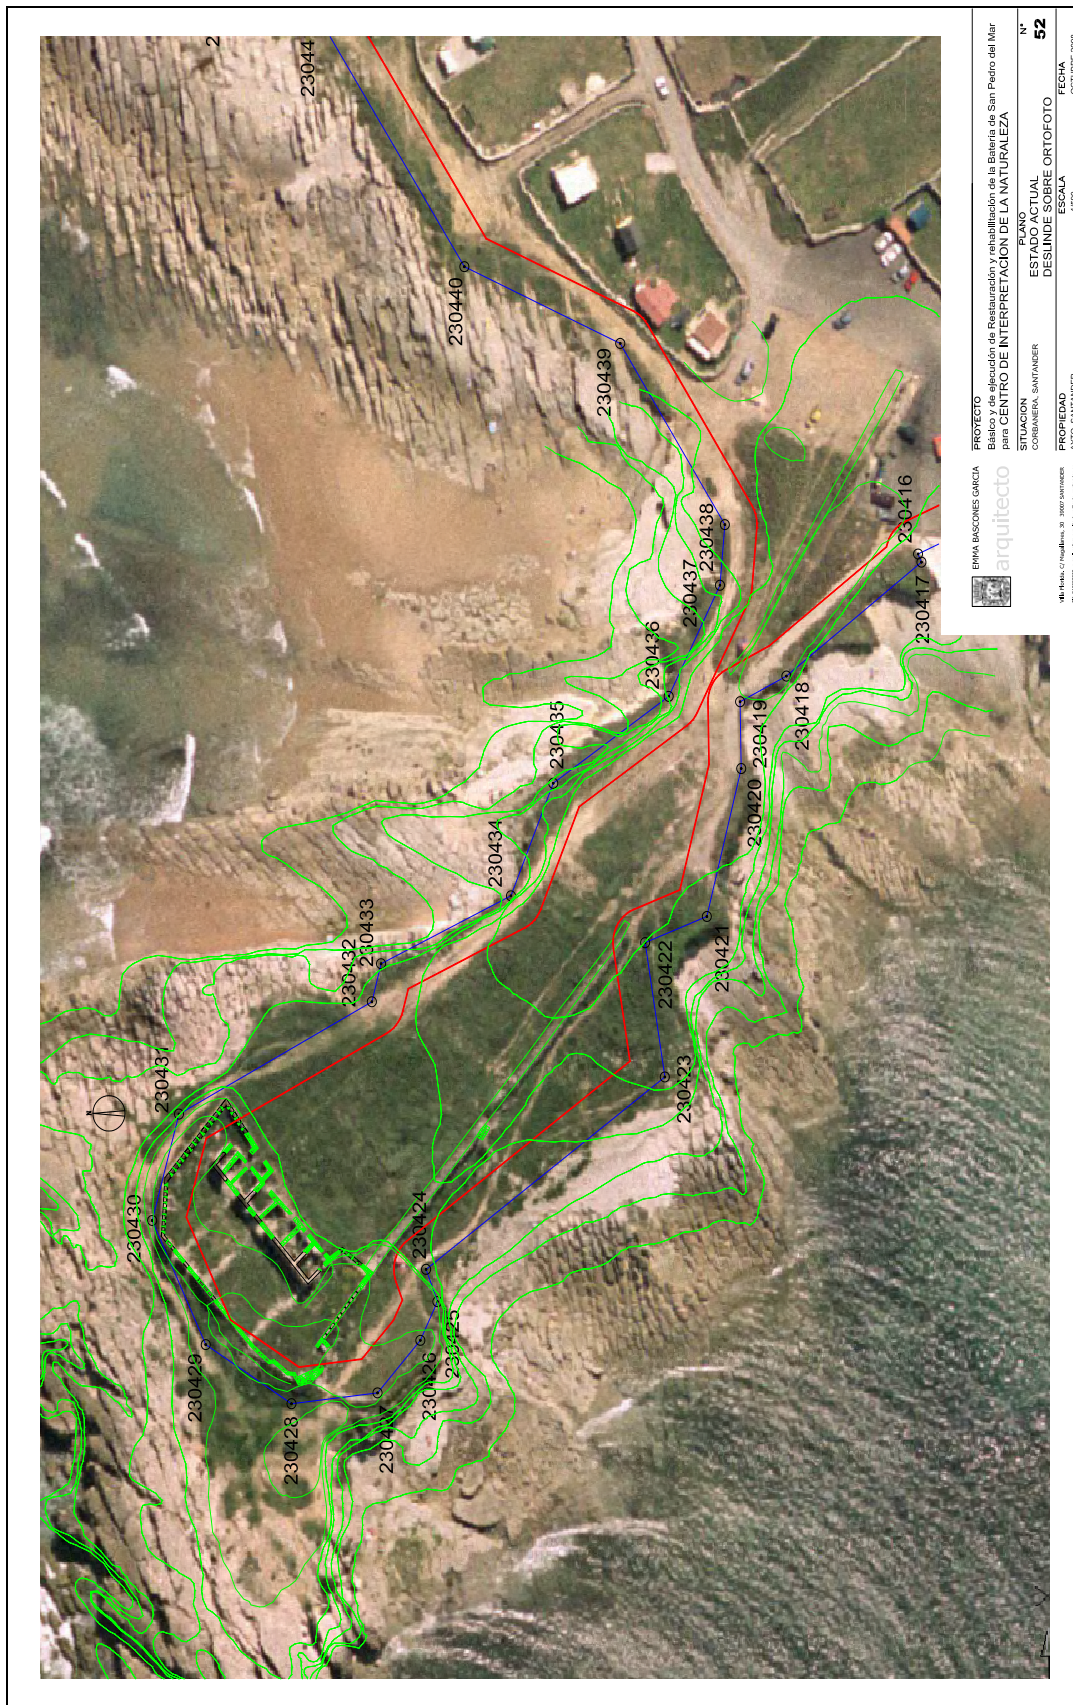 EMMA BASCONES GARCIA
arquitecto
PROYECTO
Básico y de ejecución de Restauración y rehabilitación de la Batería de San Pedro del Mar
para CENTRO DE INTERPRETACION DE LA NATURALEZA
SITUACION
CORBANERA, SANTANDER
PLANO
ESTADO ACTUAL
DESLINDE SOBRE ORTOFOTO
Nº
52
PROPIEDAD
ESCALA
FECHA
23044
230440
230439
230438
230437
230436
230435
230434
230433
230432
230431
230430
230429
230428
230427
230426
230425
230424
230423
230422
230421
230420
230419
230418
230417
230416
N